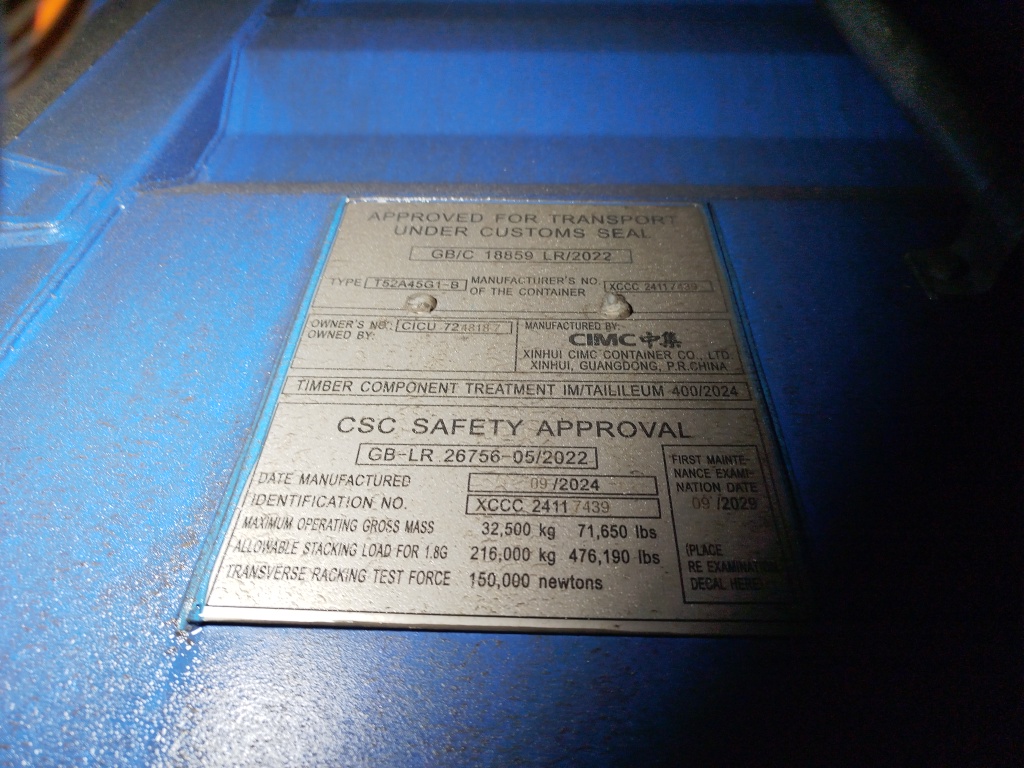 APPROVED FOR TRANSPORT
UNDER CUSTOMS SEAL
GB/C 18859 LR/2022
TYPE T52A45G1-B MANUFACTURER'S NO. OF THE CONTAINER XCCC 24117439
OWNER'S NO.: CICU 724818 7
OWNED BY:
MANUFACTURED BY:
CIMC 中集
XINHUI CIMC CONTAINER CO., LTD.
XINHUI, GUANGDONG, P.R.CHINA
TIMBER COMPONENT TREATMENT IM/TAILILEUM 400/2024
CSC SAFETY APPROVAL
GB-LR 26756-05/2022
DATE MANUFACTURED 09 /2024
IDENTIFICATION NO. XCCC 2411 7439
MAXIMUM OPERATING GROSS MASS 32,500 kg 71,650 lbs
ALLOWABLE STACKING LOAD FOR 1.8G 216,000 kg 476,190 lbs
TRANSVERSE RACKING TEST FORCE 150,000 newtons
FIRST MAINTE-
NANCE EXAMI-
NATION DATE
09 /2029
(PLACE
RE EXAMINATION
DECAL HERE)